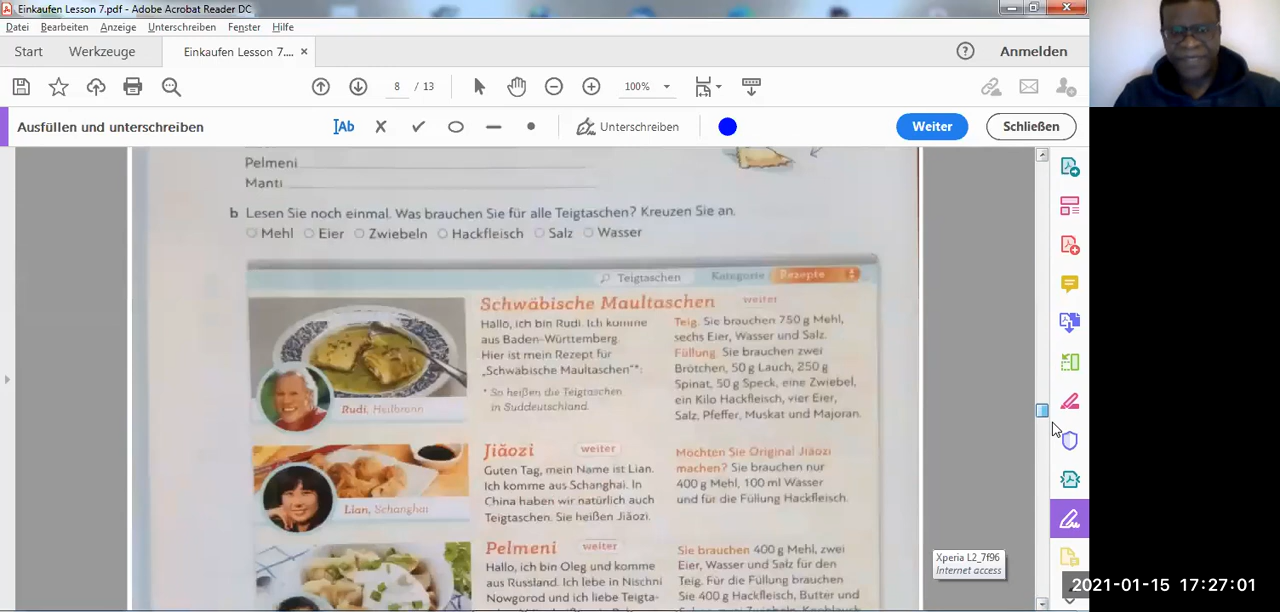 Einkaufen Lesson 7.pdf - Adobe Acrobat Reader DC
Datei Bearbeiten Anzeige Unterschreiben Fenster Hilfe
Start Werkzeuge Einkaufen Lesson 7.... × Anmelden
8 / 13 100%
Ausfüllen und unterschreiben Ab Unterschreiben Weiter Schließen
Pelmeni
Manti
b Lesen Sie noch einmal. Was brauchen Sie für alle Teigtaschen? Kreuzen Sie an.
Mehl Eier Zwiebeln Hackfleisch Salz Wasser
Teigtaschen Kategorie Rezepte
Schwäbische Maultaschen weiter
Hallo, ich bin Rudi. Ich komme
aus Baden-Württemberg.
Hier ist mein Rezept für
„Schwäbische Maultaschen“*:
* So heißen die Teigtaschen
in Süddeutschland.
Teig. Sie brauchen 750 g Mehl,
sechs Eier, Wasser und Salz.
Füllung. Sie brauchen zwei
Brötchen, 50 g Lauch, 250 g
Spinat, 50 g Speck, eine Zwiebel,
ein Kilo Hackfleisch, vier Eier,
Salz, Pfeffer, Muskat und Majoran.
Rudi, Heilbronn
Jiǎozi weiter
Guten Tag, mein Name ist Lian.
Ich komme aus Schanghai. In
China haben wir natürlich auch
Teigtaschen. Sie heißen Jiǎozi.
Möchten Sie Original Jiǎozi
machen? Sie brauchen nur
400 g Mehl, 100 ml Wasser
und für die Füllung Hackfleisch.
Lian, Schanghai
Pelmeni weiter
Hallo, ich bin Oleg und komme
aus Russland. Ich lebe in Nischni
Nowgorod und ich liebe Teigta-
Sie brauchen 400 g Mehl, zwei
Eier, Wasser und Salz für den
Teig. Für die Füllung brauchen
Sie 400 g Hackfleisch, Butter und
Xperia L2_7f96
Internet access
2021-01-15 17:27:01